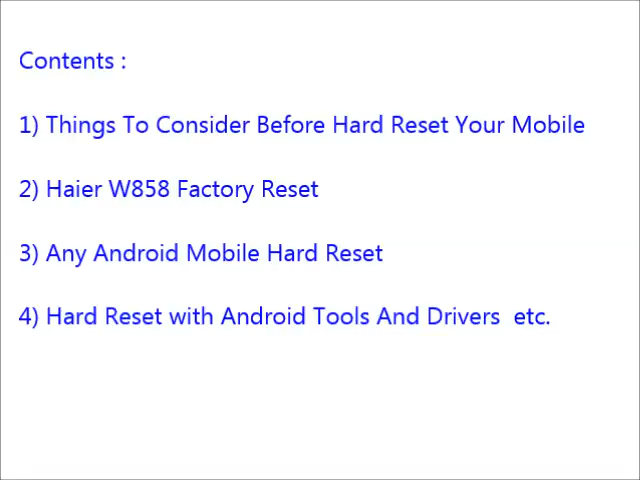 Contents :
1) Things To Consider Before Hard Reset Your Mobile
2) Haier W858 Factory Reset
3) Any Android Mobile Hard Reset
4) Hard Reset with Android Tools And Drivers  etc.